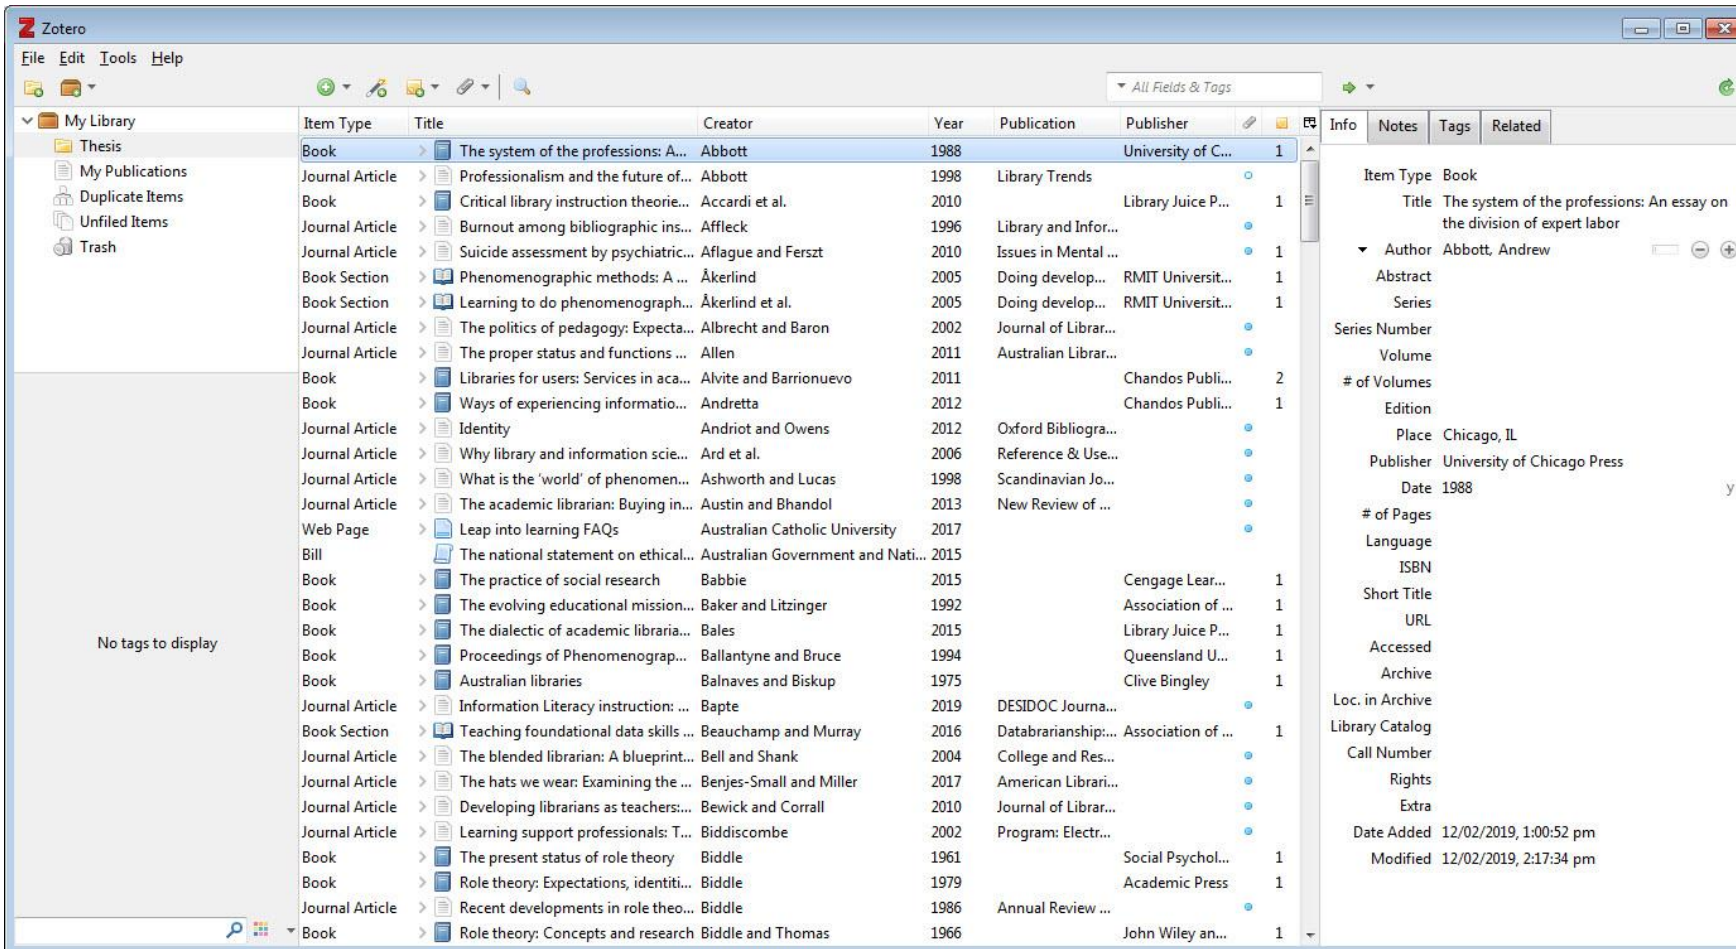 Zotero
File Edit Tools Help
All Fields & Tags
My Library
Thesis
My Publications
Duplicate Items
Unfiled Items
Trash
No tags to display
Item Type Title Creator Year Publication Publisher
Book The system of the professions: A... Abbott 1988 University of C... 1
Journal Article Professionalism and the future of... Abbott 1998 Library Trends
Book Critical library instruction theorie... Accardi et al. 2010 Library Juice P... 1
Journal Article Burnout among bibliographic ins... Affleck 1996 Library and Infor...
Journal Article Suicide assessment by psychiatric... Aflague and Ferszt 2010 Issues in Mental ... 1
Book Section Phenomenographic methods: A ... Åkerlind 2005 Doing develop... RMIT Universit... 1
Book Section Learning to do phenomenograph... Åkerlind et al. 2005 Doing develop... RMIT Universit... 1
Journal Article The politics of pedagogy: Expecta... Albrecht and Baron 2002 Journal of Librar...
Journal Article The proper status and functions ... Allen 2011 Australian Librar...
Book Libraries for users: Services in aca... Alvite and Barrionuevo 2011 Chandos Publi... 2
Book Ways of experiencing informatio... Andretta 2012 Chandos Publi... 1
Journal Article Identity Andriot and Owens 2012 Oxford Bibliogra...
Journal Article Why library and information scie... Ard et al. 2006 Reference & Use...
Journal Article What is the 'world' of phenomen... Ashworth and Lucas 1998 Scandinavian Jo...
Journal Article The academic librarian: Buying in... Austin and Bhandol 2013 New Review of ...
Web Page Leap into learning FAQs Australian Catholic University 2017
Bill The national statement on ethical... Australian Government and Nati... 2015
Book The practice of social research Babbie 2015 Cengage Lear... 1
Book The evolving educational mission... Baker and Litzinger 1992 Association of ... 1
Book The dialectic of academic libraria... Bales 2015 Library Juice P... 1
Book Proceedings of Phenomenograp... Ballantyne and Bruce 1994 Queensland U... 1
Book Australian libraries Balnaves and Biskup 1975 Clive Bingley 1
Journal Article Information Literacy instruction: ... Bapte 2019 DESIDOC Journa...
Book Section Teaching foundational data skills ... Beauchamp and Murray 2016 Databrarianship:... Association of ... 1
Journal Article The blended librarian: A blueprint... Bell and Shank 2004 College and Res...
Journal Article The hats we wear: Examining the ... Benjes-Small and Miller 2017 American Librari...
Journal Article Developing librarians as teachers:... Bewick and Corrall 2010 Journal of Librar...
Journal Article Learning support professionals: T... Biddiscombe 2002 Program: Electr...
Book The present status of role theory Biddle 1961 Social Psychol... 1
Book Role theory: Expectations, identiti... Biddle 1979 Academic Press 1
Journal Article Recent developments in role theo... Biddle 1986 Annual Review ...
Book Role theory: Concepts and research Biddle and Thomas 1966 John Wiley an... 1
Info Notes Tags Related
Item Type Book
Title The system of the professions: An essay on
the division of expert labor
Author Abbott, Andrew
Abstract
Series
Series Number
Volume
# of Volumes
Edition
Place Chicago, IL
Publisher University of Chicago Press
Date 1988 y
# of Pages
Language
ISBN
Short Title
URL
Accessed
Archive
Loc. in Archive
Library Catalog
Call Number
Rights
Extra
Date Added 12/02/2019, 1:00:52 pm
Modified 12/02/2019, 2:17:34 pm